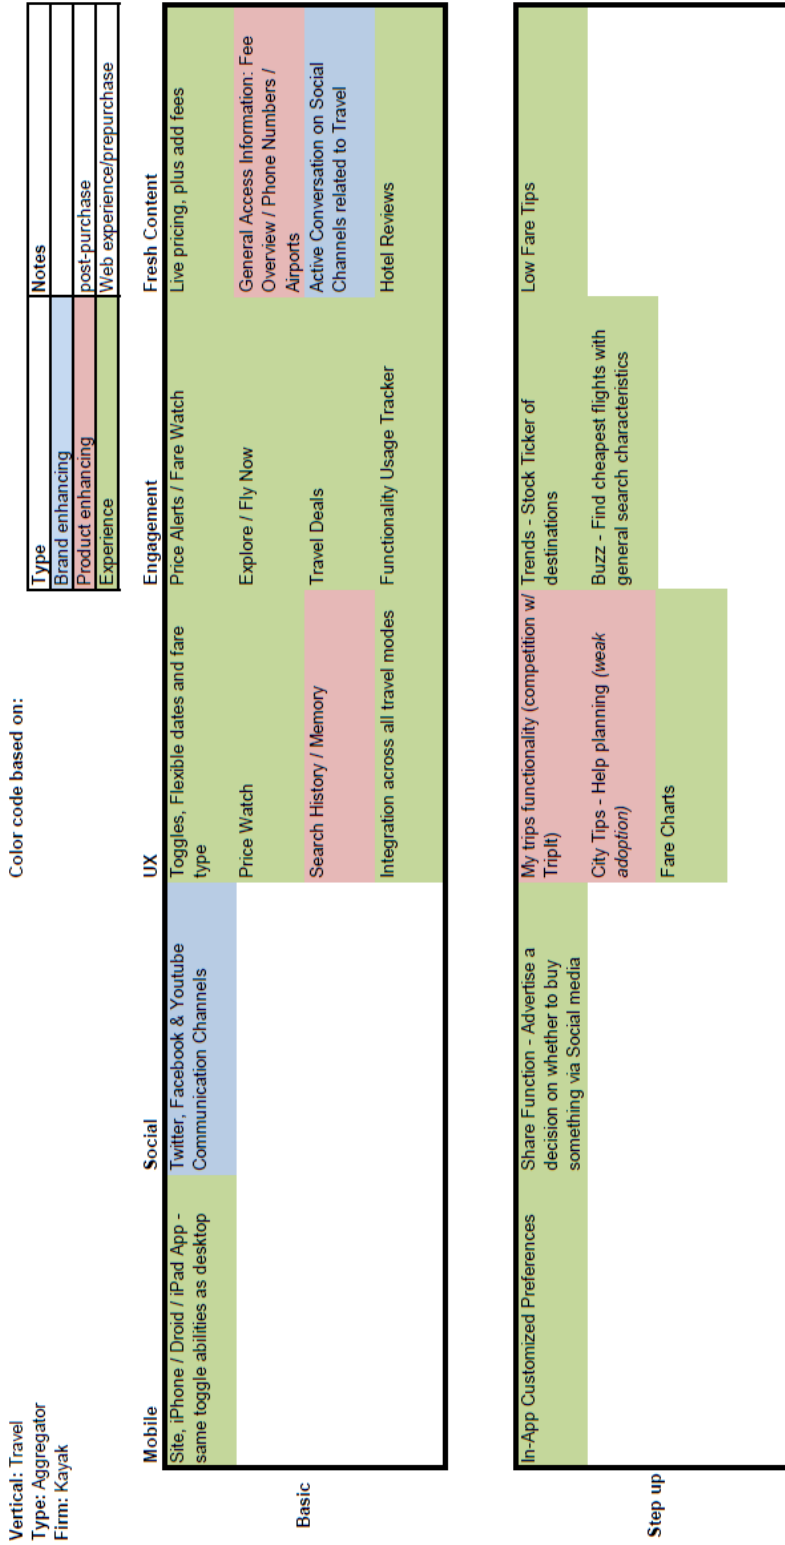 Vertical: Travel
Type: Aggregator
Firm: Kayak
Color code based on:
Type Notes
Brand enhancing
Product enhancing post-purchase
Experience Web experience/prepurchase
Mobile Social UX Engagement Fresh Content
Basic
Site, iPhone / Droid / iPad App -
same toggle abilities as desktop
Twitter, Facebook & Youtube
Communication Channels
Toggles, Flexible dates and fare
type
Price Alerts / Fare Watch
Live pricing, plus add fees
Price Watch
Explore / Fly Now
General Access Information: Fee
Overview / Phone Numbers /
Airports
Search History / Memory
Travel Deals
Active Conversation on Social
Channels related to Travel
Integration across all travel modes
Functionality Usage Tracker
Hotel Reviews
Step up
In-App Customized Preferences
Share Function - Advertise a
decision on whether to buy
something via Social media
My trips functionality (competition w/
TripIt)
Trends - Stock Ticker of
destinations
Low Fare Tips
City Tips - Help planning (weak
adoption)
Buzz - Find cheapest flights with
general search characteristics
Fare Charts